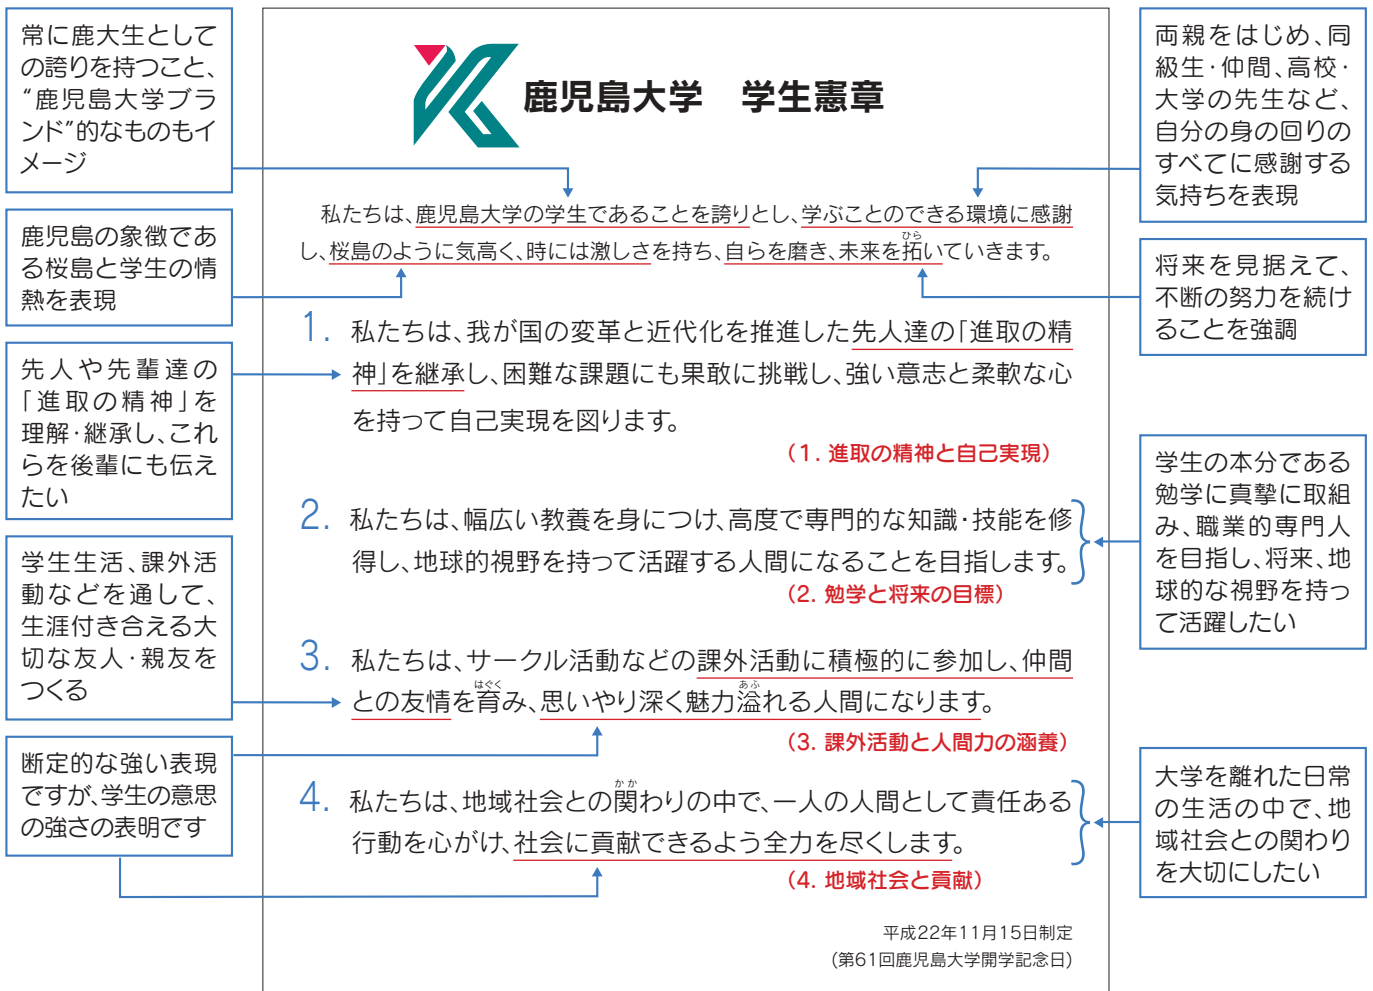 常に鹿大生として
の誇りを持つこと、
“鹿児島大学ブラ
ンド”的なものもイ
メージ
鹿児島の象徴であ
る桜島と学生の情
熱を表現
先人や先輩達の
「進取の精神」を
理解・継承し、これ
らを後輩にも伝え
たい
学生生活、課外活
動などを通して、
生涯付き合える大
切な友人・親友を
つくる
断定的な強い表現
ですが、学生の意思
の強さの表明です
鹿児島大学　学生憲章
私たちは、鹿児島大学の学生であることを誇りとし、学ぶことのできる環境に感謝
ひら
し、桜島のように気高く、時には激しさを持ち、自らを磨き、未来を拓いていきます。
1. 私たちは、我が国の変革と近代化を推進した先人達の「進取の精
神」を継承し、困難な課題にも果敢に挑戦し、強い意志と柔軟な心
を持って自己実現を図ります。
（1. 進取の精神と自己実現）
2. 私たちは、幅広い教養を身につけ、高度で専門的な知識・技能を修
得し、地球的視野を持って活躍する人間になることを目指します。
（2. 勉学と将来の目標）
3. 私たちは、サークル活動などの課外活動に積極的に参加し、仲間
はぐく あふ
との友情を育み、思いやり深く魅力溢れる人間になります。
（3. 課外活動と人間力の涵養）
かか
4. 私たちは、地域社会との関わりの中で、一人の人間として責任ある
行動を心がけ、社会に貢献できるよう全力を尽くします。
（4. 地域社会と貢献）
平成22年11月15日制定
(第61回鹿児島大学開学記念日)
両親をはじめ、同
級生・仲間、高校・
大学の先生など、
自分の身の回りの
すべてに感謝する
気持ちを表現
将来を見据えて、
不断の努力を続け
ることを強調
学生の本分である
勉学に真摯に取組
み、職業的専門人
を目指し、将来、地
球的な視野を持っ
て活躍したい
大学を離れた日常
の生活の中で、地
域社会との関わり
を大切にしたい